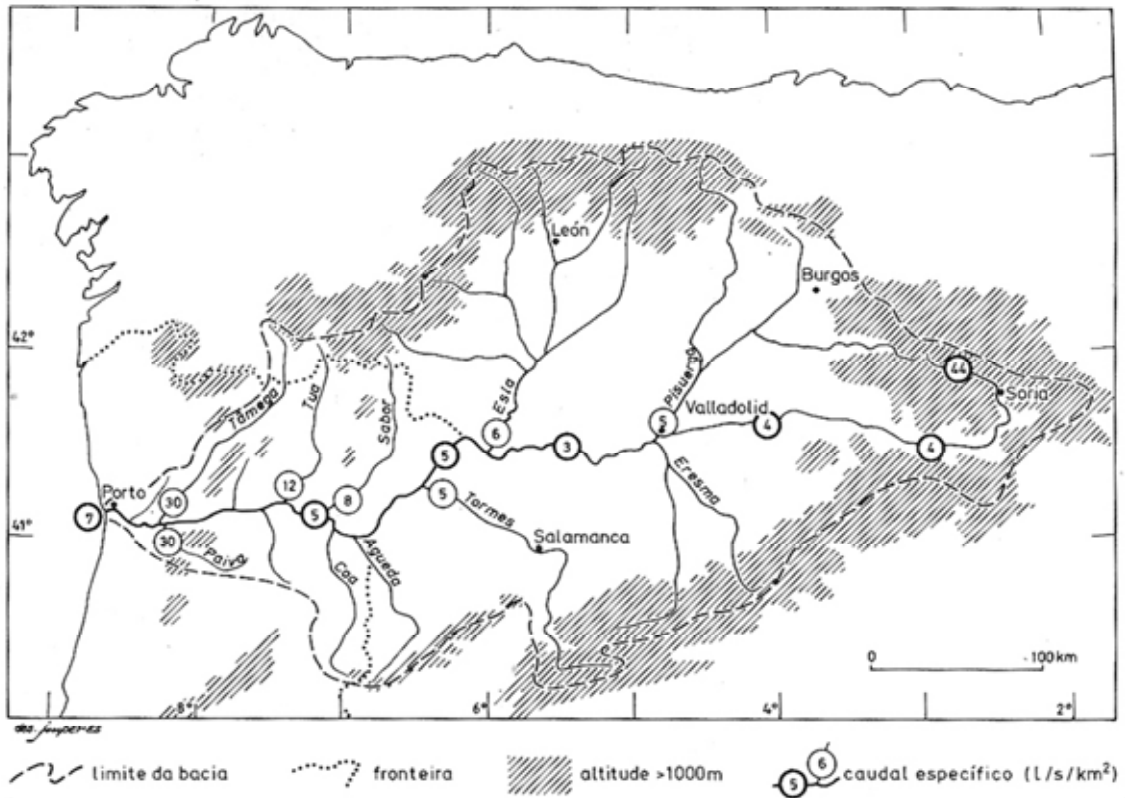 León
Burgos
42°
44
Soria
Tâmega
Tua
Sabor
Esla
Pisuerga
Valladolid
6
5
4
5
3
4
Porto
12
30
8
5
5
7
Tormes
Eresma
41°
30
Paiva
Salamanca
Coa
Agueda
0 100 km
8° 6° 4° 2°
limite da bacia
fronteira
altitude >1000m
6
5
caudal específico (l/s/km²)